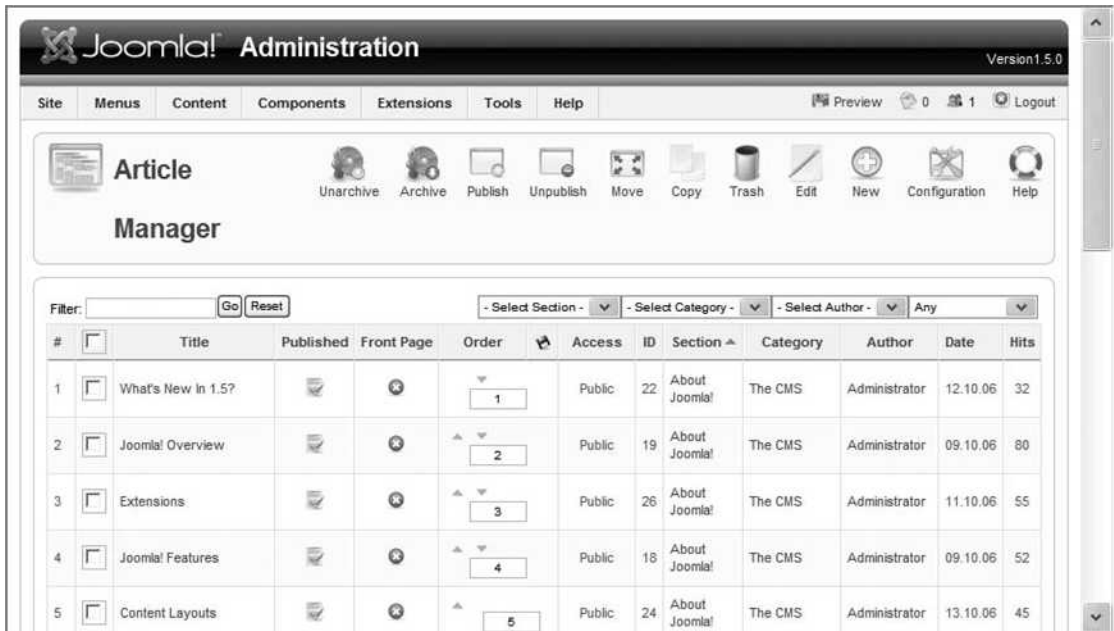 Joomla! Administration
Version1.5.0
Site Menus Content Components Extensions Tools Help Preview 0 1 Logout
Article
Manager
Unarchive Archive Publish Unpublish Move Copy Trash Edit New Configuration Help
Filter: Go Reset - Select Section - - Select Category - - Select Author - Any
# Title Published Front Page Order Access ID Section Category Author Date Hits
1 What's New In 1.5? 1 Public 22 About Joomla! The CMS Administrator 12.10.06 32
2 Joomla! Overview 2 Public 19 About Joomla! The CMS Administrator 09.10.06 80
3 Extensions 3 Public 26 About Joomla! The CMS Administrator 11.10.06 55
4 Joomla! Features 4 Public 18 About Joomla! The CMS Administrator 09.10.06 52
5 Content Layouts 5 Public 24 About Joomla! The CMS Administrator 13.10.06 45